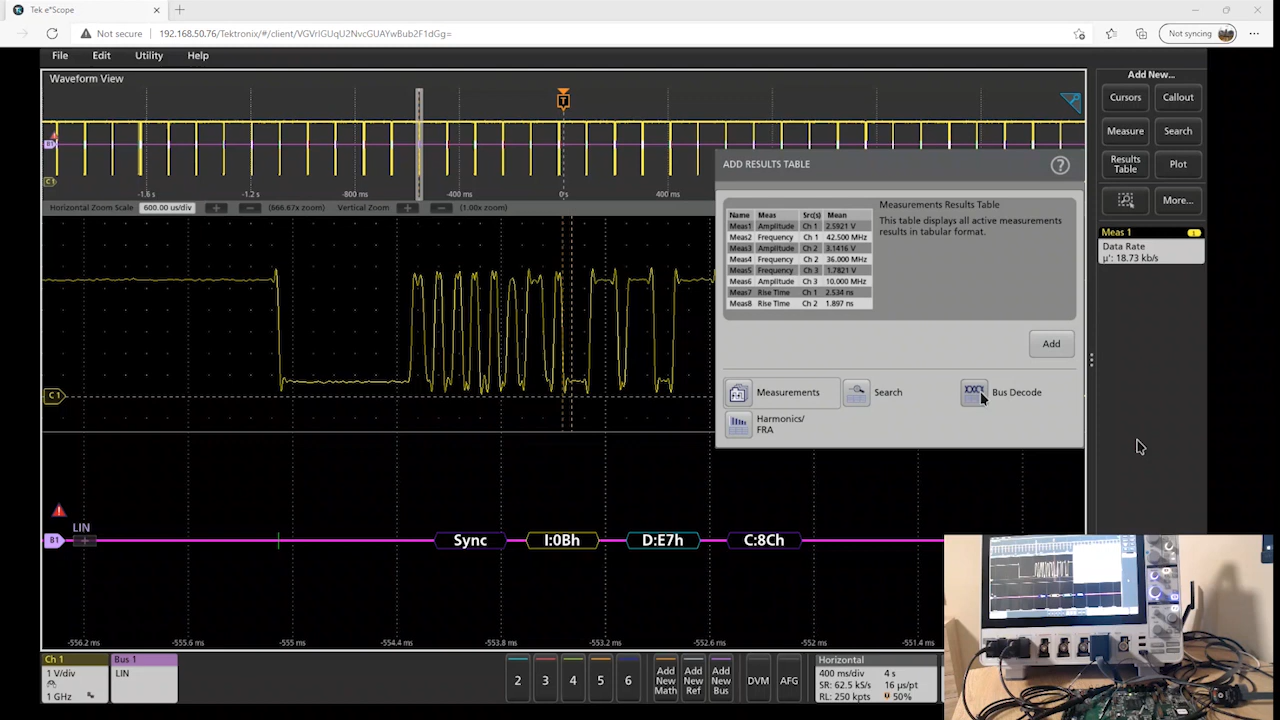 Tek e*Scope
Not secure
192.168.50.76/Tektronix/#/client/VGVrIGUqU2NvcGUAYwBub2F1dGg=
Not syncing
File Edit Utility Help
Add New...
Waveform View
Cursors Callout
Measure Search
Results Table Plot
More...
T
B1
C1
-1.6 s -1.2 s -800 ms -400 ms 0 s 400 ms
Horizontal Zoom Scale 600.00 us/div (666.67x zoom) Vertical Zoom (1.00x zoom)
Meas 1 1
Data Rate
µ': 18.73 kb/s
ADD RESULTS TABLE
?
Name Meas Src(s) Mean
Meas1 Amplitude Ch 1 2.5921 V
Meas2 Frequency Ch 1 42.500 MHz
Meas3 Amplitude Ch 2 3.1416 V
Meas4 Frequency Ch 2 36.000 MHz
Meas5 Frequency Ch 3 1.7821 V
Meas6 Amplitude Ch 3 10.000 MHz
Meas7 Rise Time Ch 1 2.534 ns
Meas8 Rise Time Ch 2 1.897 ns
Measurements Results Table
This table displays all active measurements
results in tabular format.
Add
Measurements Search Bus Decode
Harmonics/
FRA
C 1
LIN
B1
Sync I:0Bh D:E7h C:8Ch
-556.2 ms -555.6 ms -555 ms -554.4 ms -553.8 ms -553.2 ms -552.6 ms -552 ms -551.4 ms
Ch 1
1 V/div
1 GHz
Bus 1
LIN
2 3 4 5 6
Add New Math
Add New Ref
Add New Bus
DVM AFG
Horizontal
400 ms/div 4 s
SR: 62.5 kS/s 16 µs/pt
RL: 250 kpts 50%